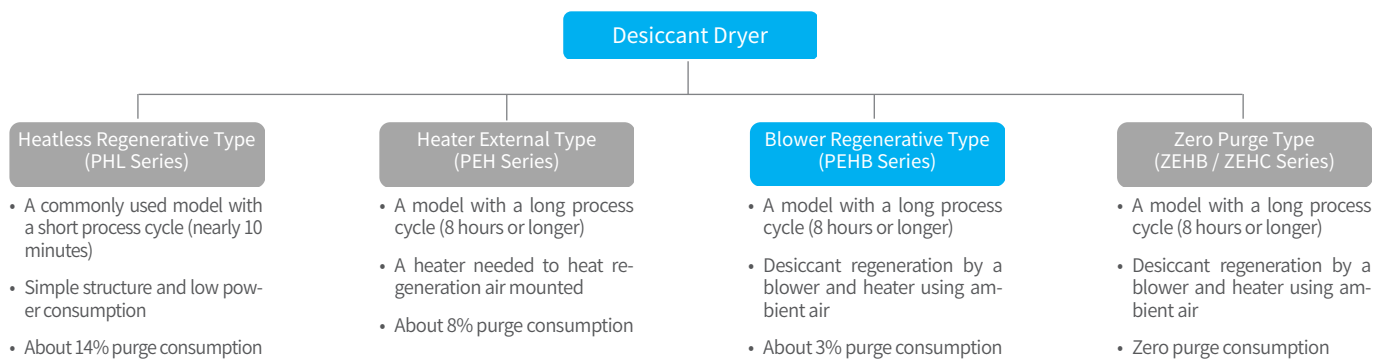 Desiccant Dryer
Heatless Regenerative Type
(PHL Series)
• A commonly used model with
a short process cycle (nearly 10
minutes)
• Simple structure and low pow-
er consumption
• About 14% purge consumption
Heater External Type
(PEH Series)
• A model with a long process
cycle (8 hours or longer)
• A heater needed to heat re-
generation air mounted
• About 8% purge consumption
Blower Regenerative Type
(PEHB Series)
• A model with a long process
cycle (8 hours or longer)
• Desiccant regeneration by a
blower and heater using am-
bient air
• About 3% purge consumption
Zero Purge Type
(ZEHB / ZEHC Series)
• A model with a long process
cycle (8 hours or longer)
• Desiccant regeneration by a
blower and heater using am-
bient air
• Zero purge consumption